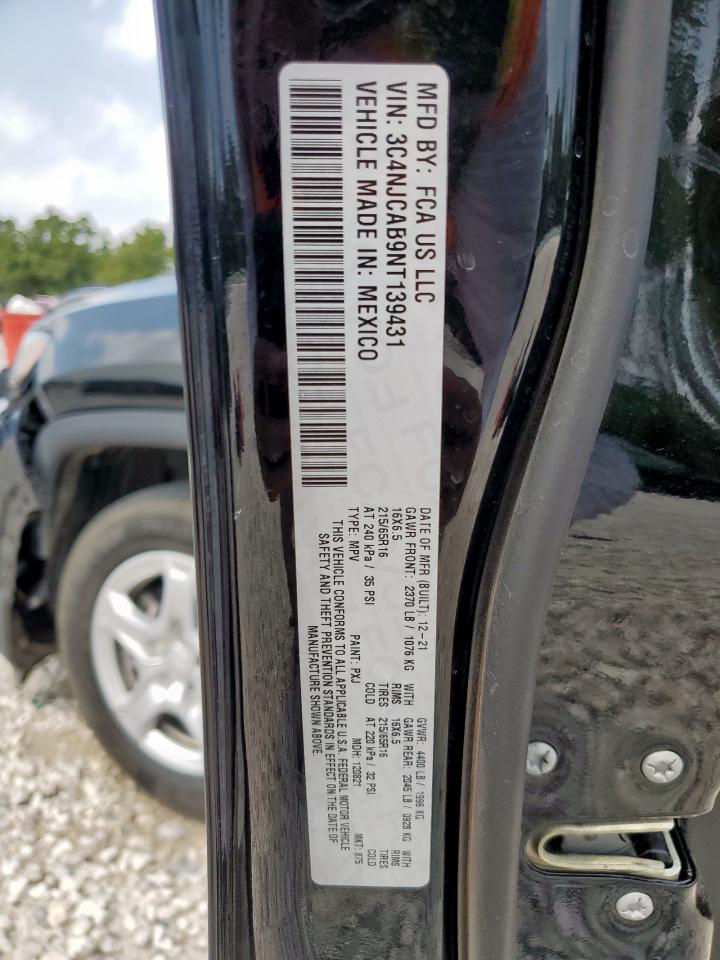 MFD BY: FCA US LLC
VIN: 3C4NJCAB9NT139431
VEHICLE MADE IN: MEXICO
DATE OF MFR (BUILT): 12-21 GVWR: 4400 LB / 1996 KG
GAWR FRONT: 2370 LB / 1076 KG WITH GAWR REAR: 2045 LB / 0928 KG WITH
16X6.5 RIMS 16X6.5 RIMS
215/65R16 TIRES 215/65R16 TIRES
AT 240 kPa / 35 PSI COLD AT 220 kPa / 32 PSI COLD
TYPE: MPV PAINT: PXJ MDH: 120821 MKT: 875
THIS VEHICLE CONFORMS TO ALL APPLICABLE U.S.A. FEDERAL MOTOR VEHICLE
SAFETY AND THEFT PREVENTION STANDARDS IN EFFECT ON THE DATE OF
MANUFACTURE SHOWN ABOVE.